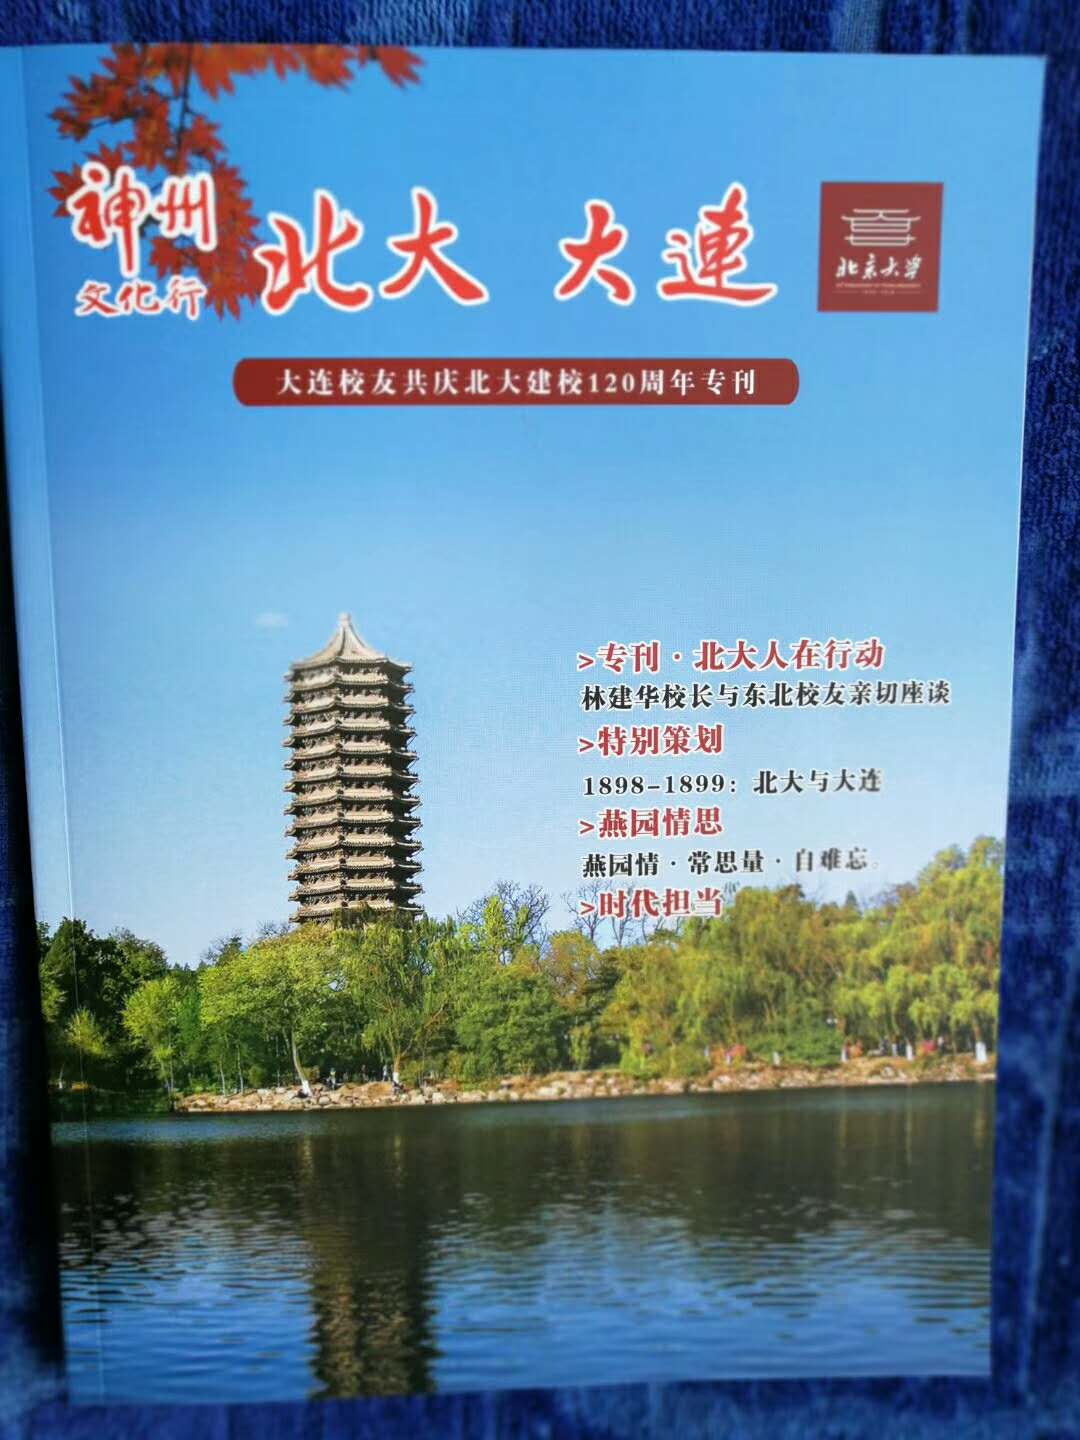 神州
文化行
北大 大連
北京大学
大连校友共庆北大建校120周年专刊
>专刊·北大人在行动
林建华校长与东北校友亲切座谈
>特别策划
1898-1899：北大与大连
>燕园情思
燕园情·常思量·自难忘。
>时代担当